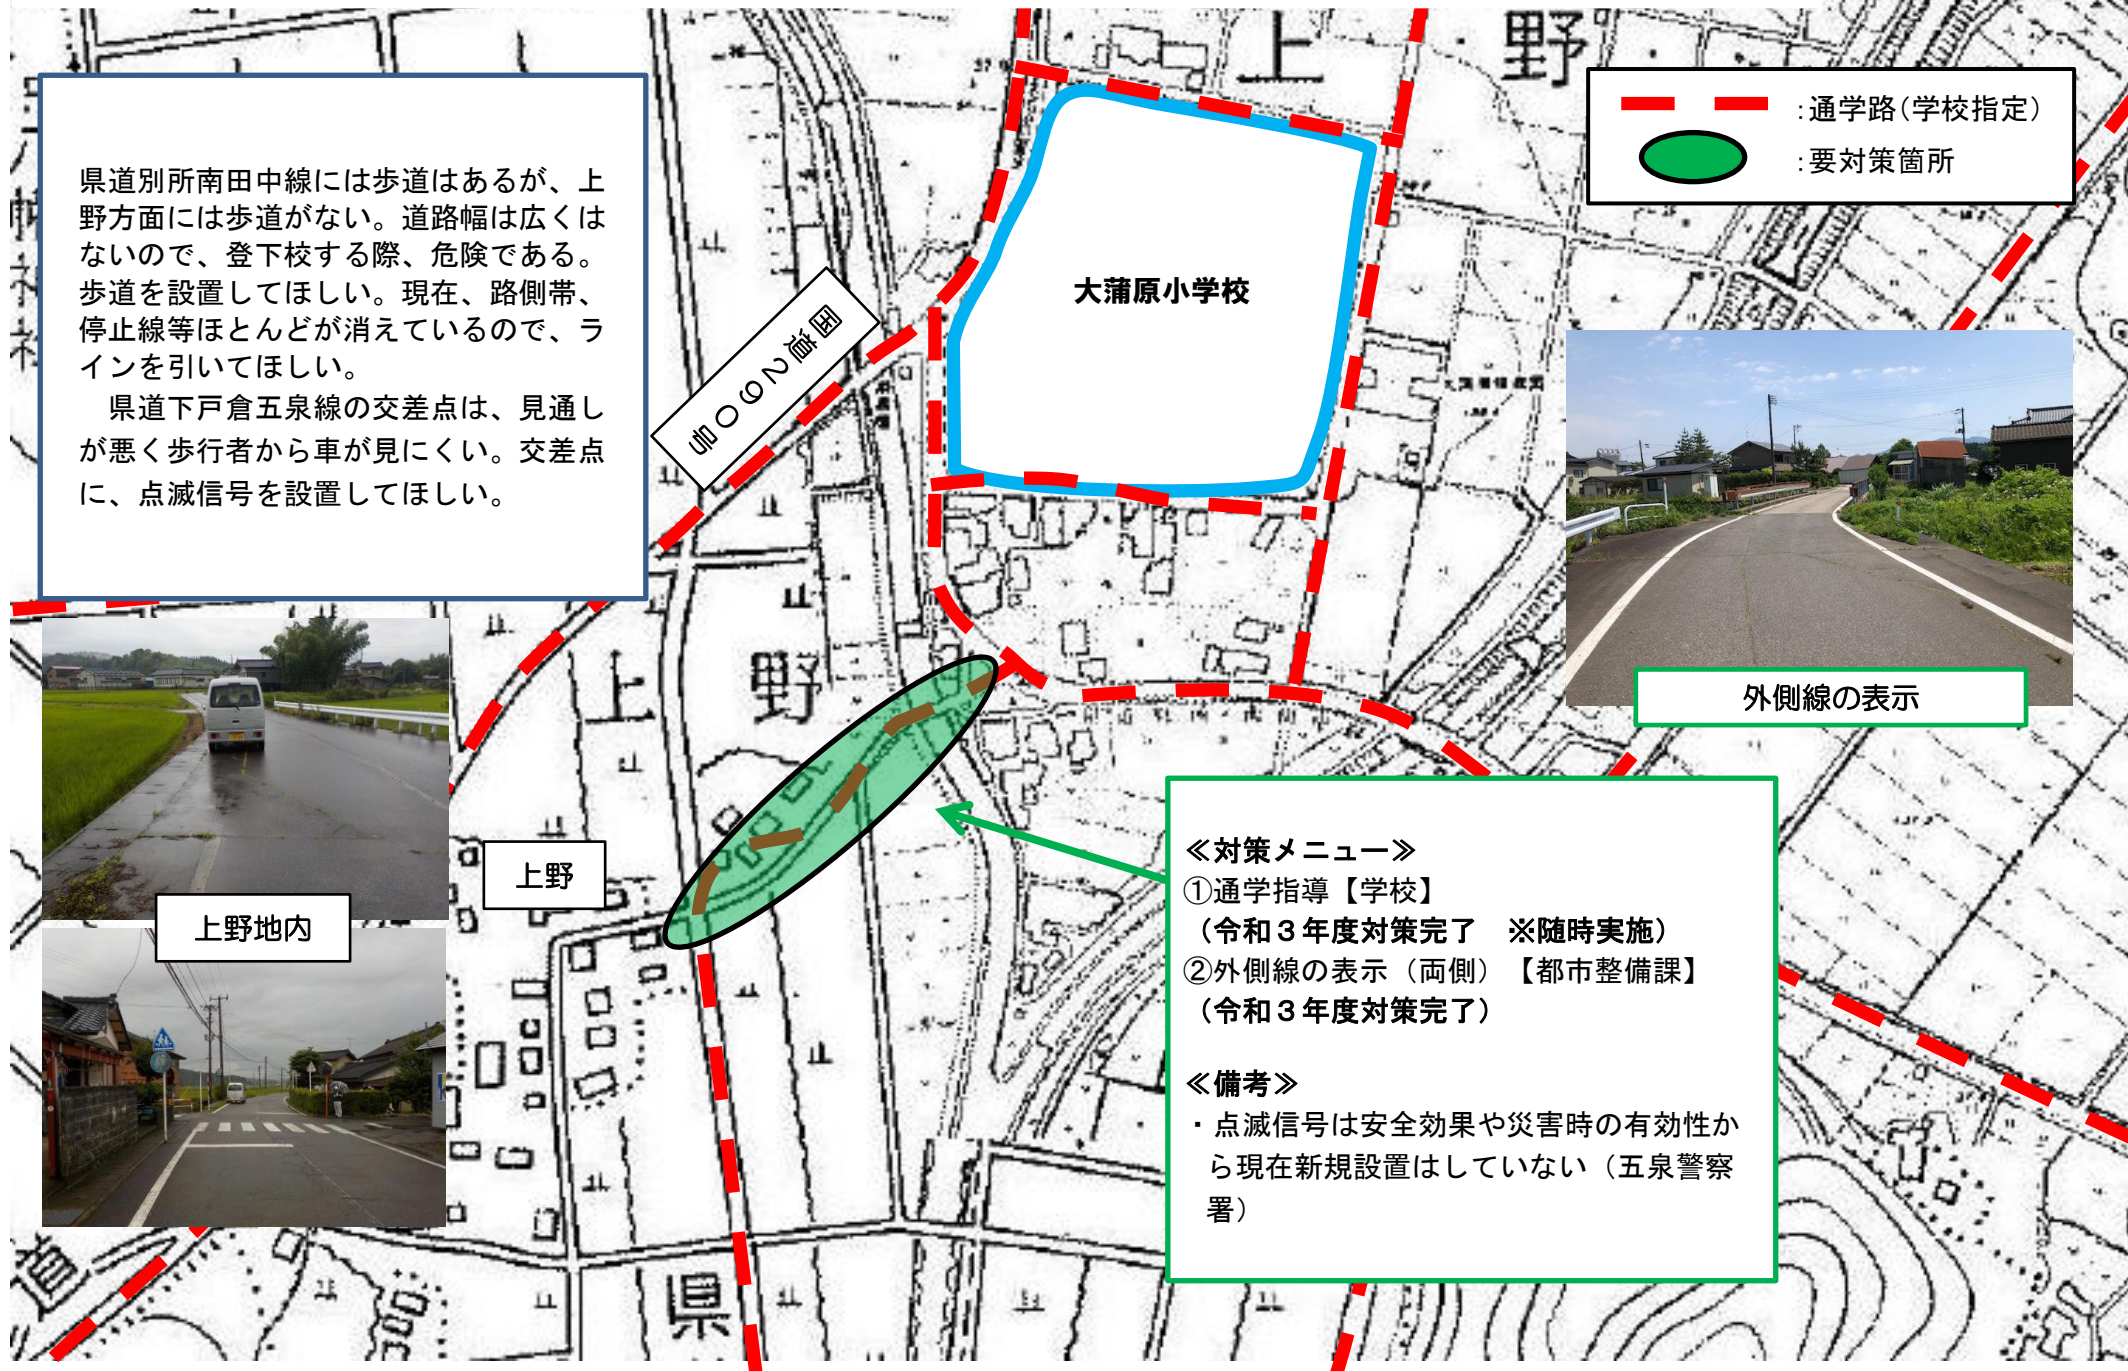 県道別所南田中線には歩道はあるが、上
野方面には歩道がない。道路幅は広くは
ないので、登下校する際、危険である。
歩道を設置してほしい。現在、路側帯、
停止線等ほとんどが消えているので、ラ
インを引いてほしい。
　県道下戸倉五泉線の交差点は、見通し
が悪く歩行者から車が見にくい。交差点
に、点滅信号を設置してほしい。
上
野
:通学路(学校指定)
:要対策箇所
大蒲原小学校
国道290号
外側線の表示
上
野
上野
上野地内
≪対策メニュー≫
①通学指導【学校】
（令和３年度対策完了　※随時実施）
②外側線の表示（両側）【都市整備課】
（令和３年度対策完了）
≪備考≫
・点滅信号は安全効果や災害時の有効性か
ら現在新規設置はしていない（五泉警察
署）
道
県